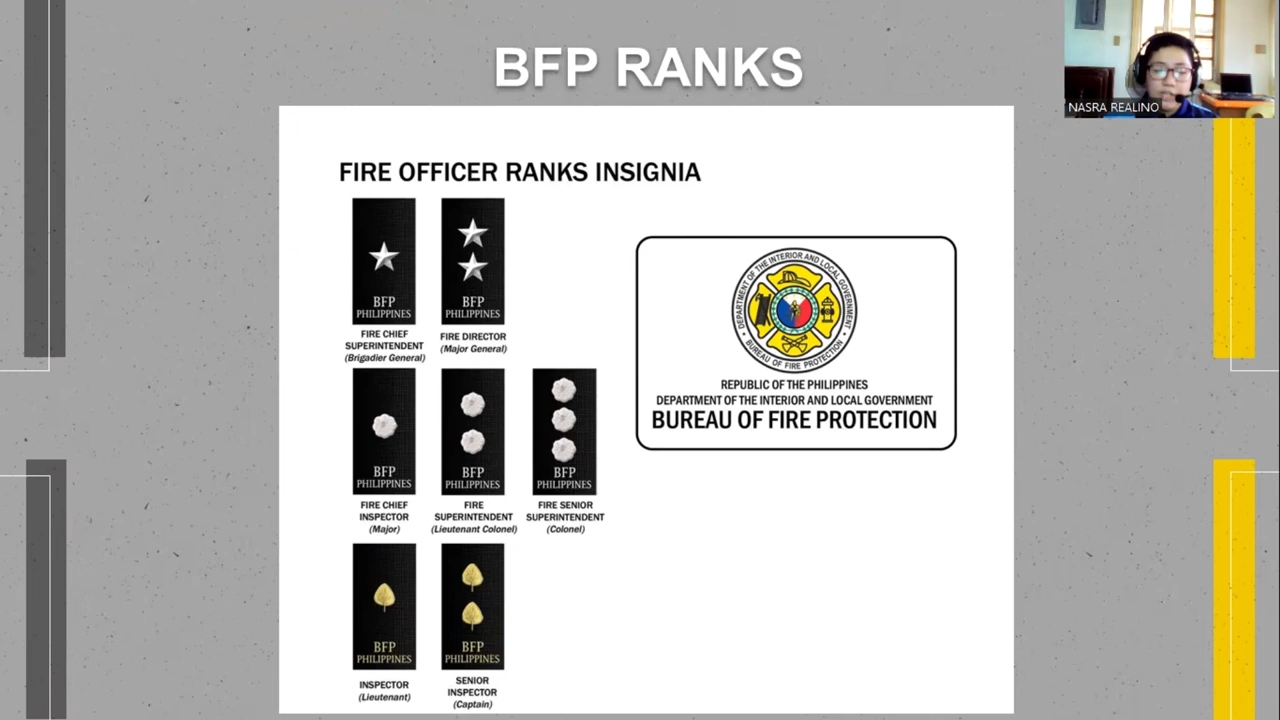 BFP RANKS
NASRA REALINO
FIRE OFFICER RANKS INSIGNIA
BFP
PHILIPPINES
FIRE CHIEF
SUPERINTENDENT
(Brigadier General)
BFP
PHILIPPINES
FIRE DIRECTOR
(Major General)
DEPARTMENT OF THE INTERIOR AND LOCAL GOVERNMENT
BUREAU OF FIRE PROTECTION
REPUBLIC OF THE PHILIPPINES
DEPARTMENT OF THE INTERIOR AND LOCAL GOVERNMENT
BUREAU OF FIRE PROTECTION
BFP
PHILIPPINES
FIRE CHIEF
INSPECTOR
(Major)
BFP
PHILIPPINES
FIRE
SUPERINTENDENT
(Lieutenant Colonel)
BFP
PHILIPPINES
FIRE SENIOR
SUPERINTENDENT
(Colonel)
BFP
PHILIPPINES
INSPECTOR
(Lieutenant)
BFP
PHILIPPINES
SENIOR
INSPECTOR
(Captain)